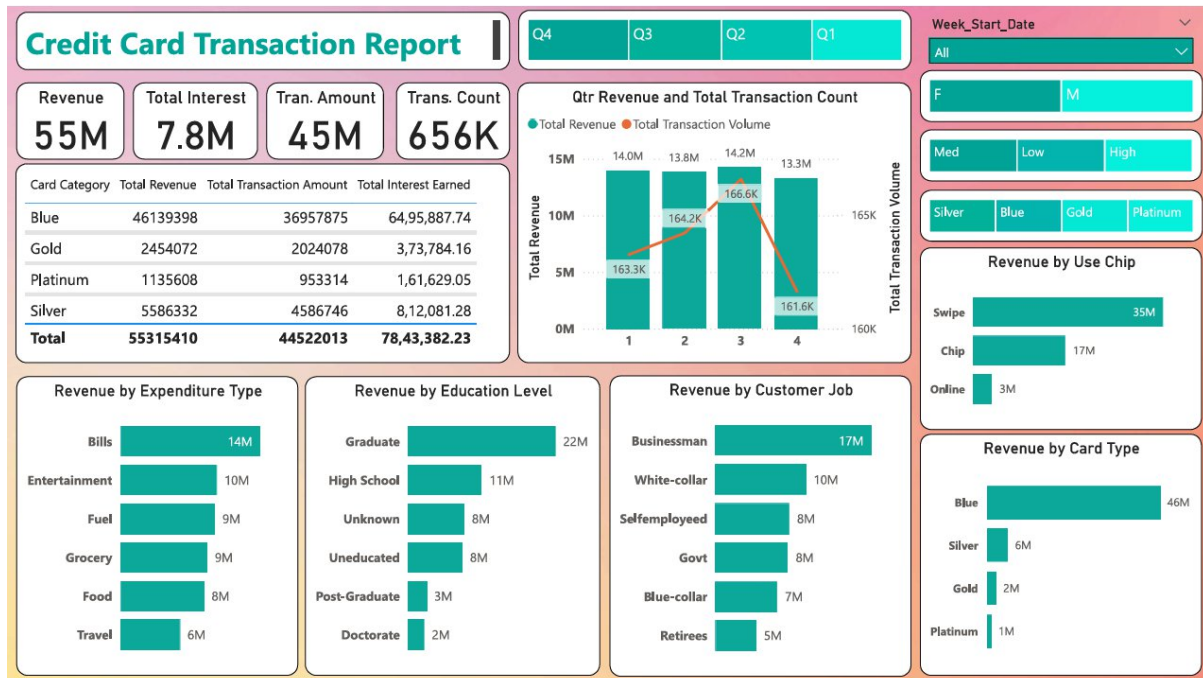 Credit Card Transaction Report
Q4 Q3 Q2 Q1
Week_Start_Date
All
F M
Med Low High
Silver Blue Gold Platinum
Revenue
55M
Total Interest
7.8M
Tran. Amount
45M
Trans. Count
656K
Card Category Total Revenue Total Transaction Amount Total Interest Earned
Blue 46139398 36957875 64,95,887.74
Gold 2454072 2024078 3,73,784.16
Platinum 1135608 953314 1,61,629.05
Silver 5586332 4586746 8,12,081.28
Total 55315410 44522013 78,43,382.23
Qtr Revenue and Total Transaction Count
Total Revenue Total Transaction Volume
Total Revenue
15M
10M
5M
0M
14.0M 13.8M 14.2M 13.3M
163.3K 164.2K 166.6K 161.6K
165K
160K
Total Transaction Volume
1 2 3 4
Revenue by Use Chip
Swipe 35M
Chip 17M
Online 3M
Revenue by Expenditure Type
Bills 14M
Entertainment 10M
Fuel 9M
Grocery 9M
Food 8M
Travel 6M
Revenue by Education Level
Graduate 22M
High School 11M
Unknown 8M
Uneducated 8M
Post-Graduate 3M
Doctorate 2M
Revenue by Customer Job
Businessman 17M
White-collar 10M
Selfemployeed 8M
Govt 8M
Blue-collar 7M
Retirees 5M
Revenue by Card Type
Blue 46M
Silver 6M
Gold 2M
Platinum 1M